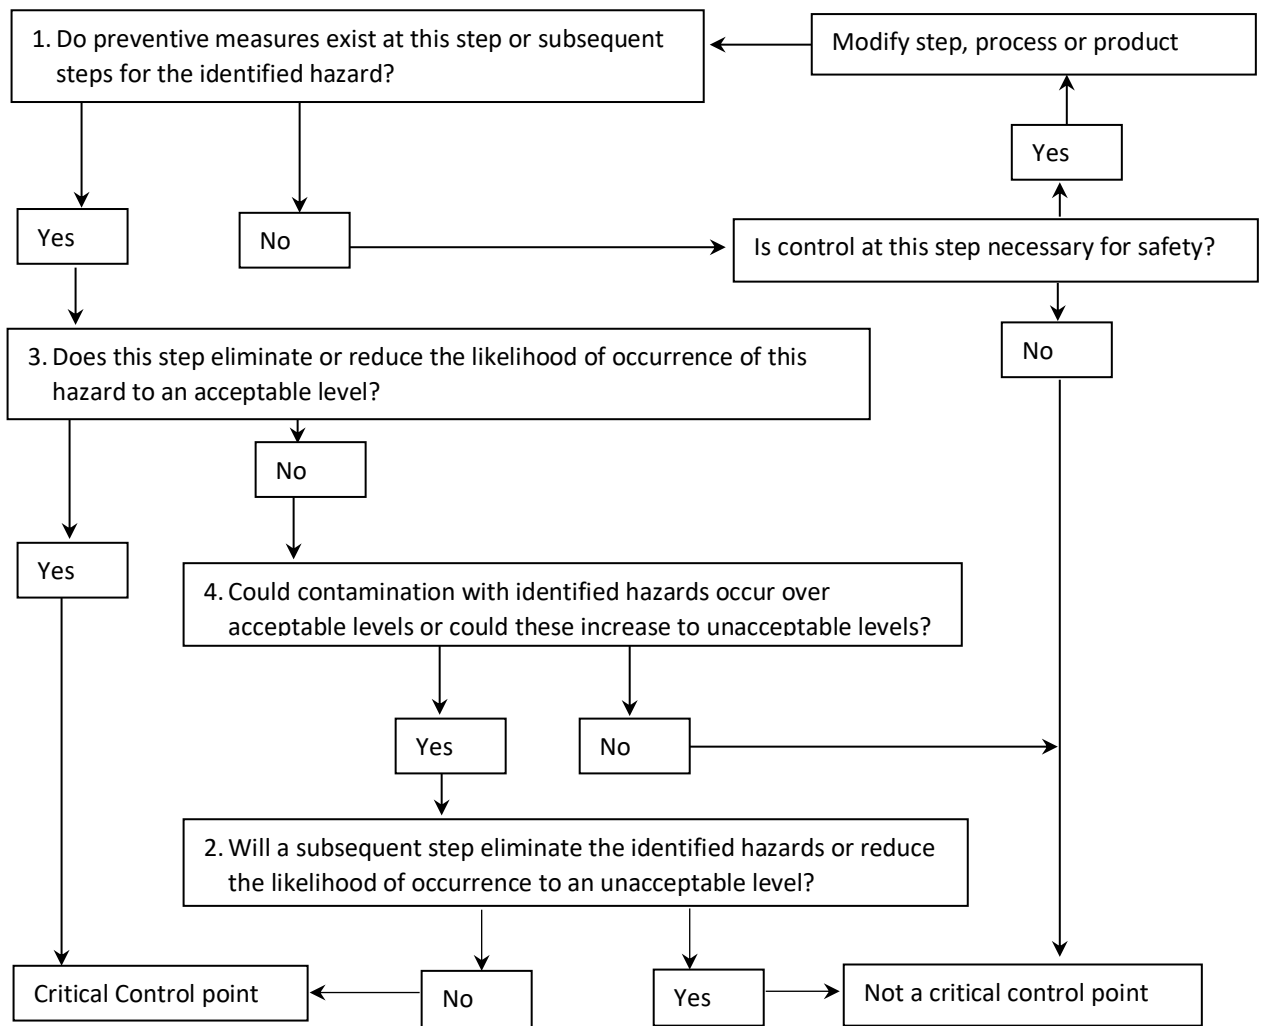 1. Do preventive measures exist at this step or subsequent
steps for the identified hazard?
Modify step, process or product
Yes
Yes
No
Is control at this step necessary for safety?
No
3. Does this step eliminate or reduce the likelihood of occurrence of this
hazard to an acceptable level?
No
Yes
4. Could contamination with identified hazards occur over
acceptable levels or could these increase to unacceptable levels?
Yes
No
2. Will a subsequent step eliminate the identified hazards or reduce
the likelihood of occurrence to an unacceptable level?
Critical Control point
No
Yes
Not a critical control point